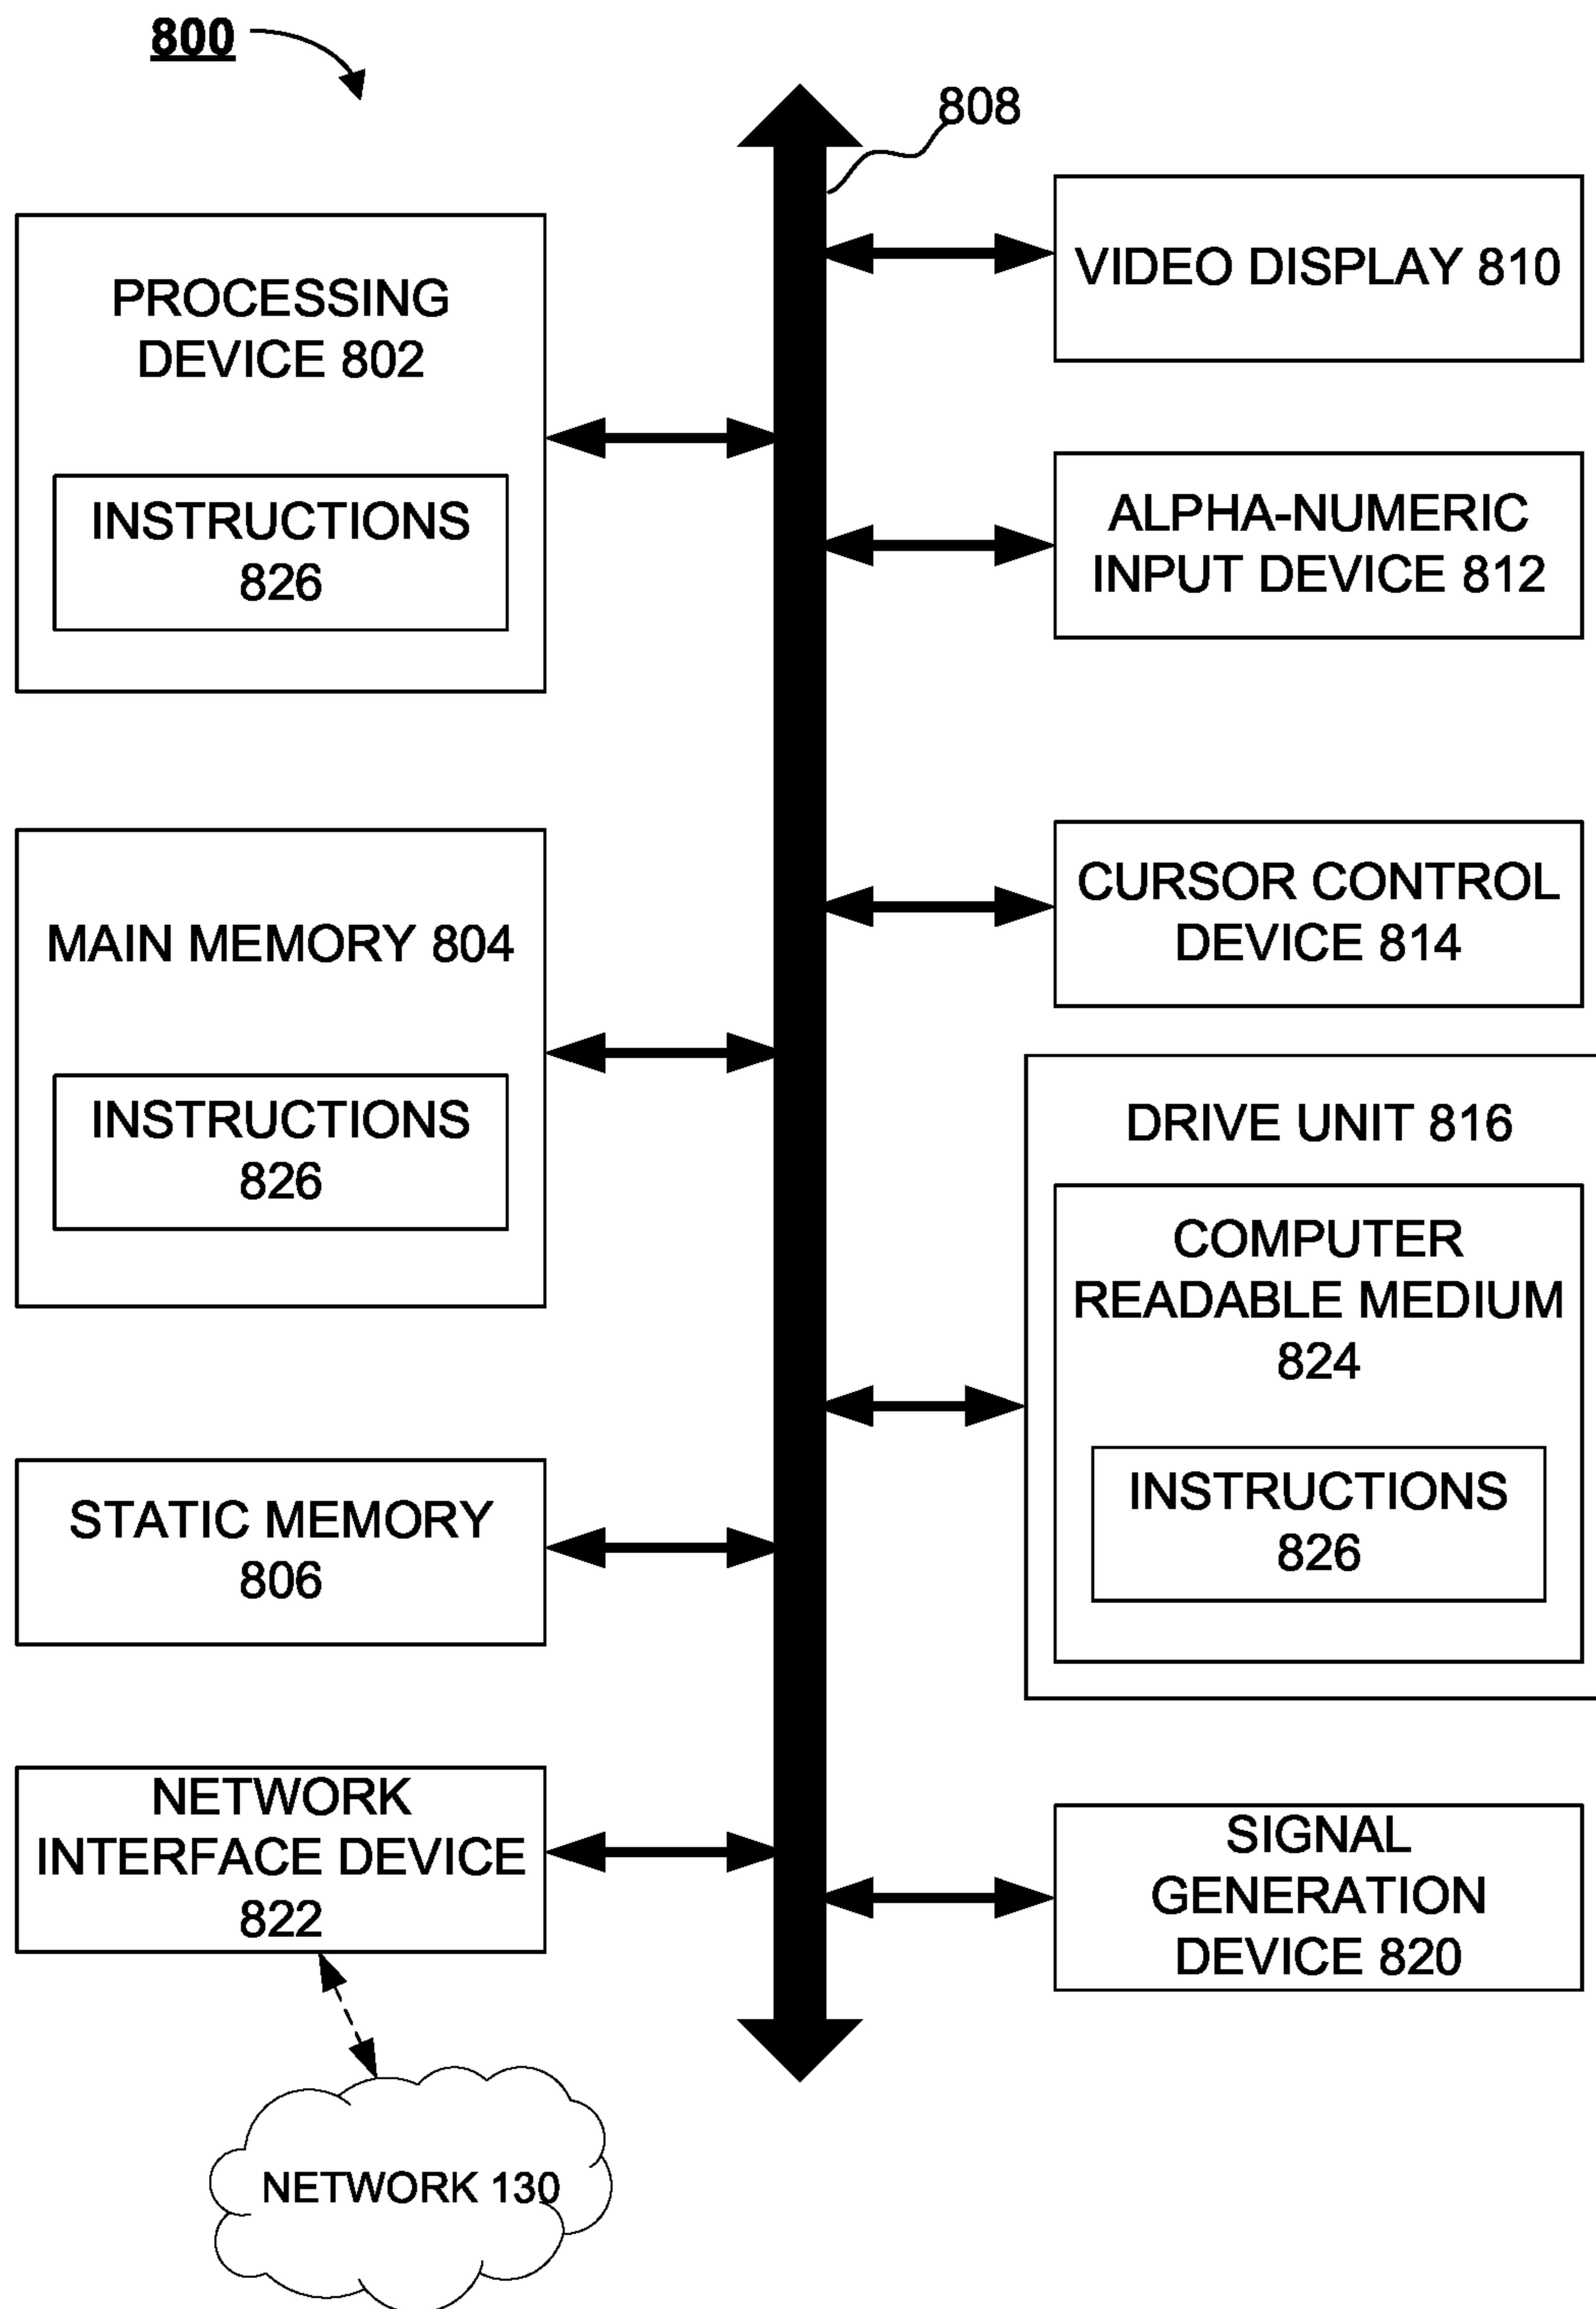 800
808
PROCESSING
DEVICE 802
INSTRUCTIONS
826
MAIN MEMORY 804
INSTRUCTIONS
826
STATIC MEMORY
806
NETWORK
INTERFACE DEVICE
822
NETWORK 130
VIDEO DISPLAY 810
ALPHA-NUMERIC
INPUT DEVICE 812
CURSOR CONTROL
DEVICE 814
DRIVE UNIT 816
COMPUTER
READABLE MEDIUM
824
INSTRUCTIONS
826
SIGNAL
GENERATION
DEVICE 820